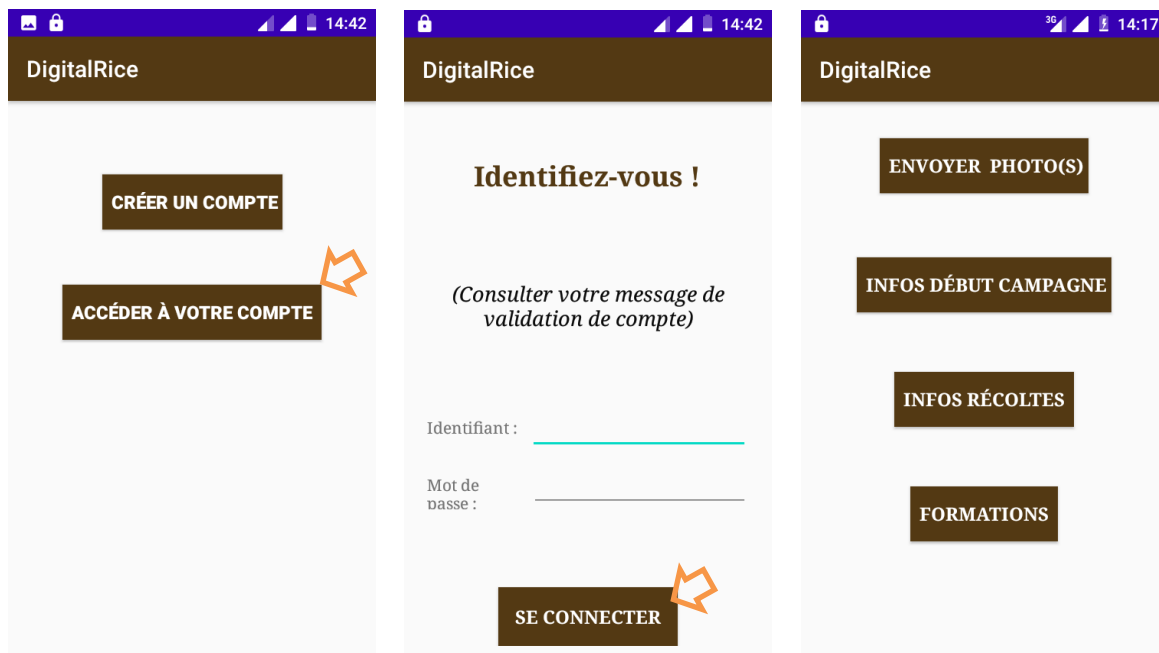 14:42
DigitalRice
CRÉER UN COMPTE
ACCÉDER À VOTRE COMPTE
14:42
DigitalRice
Identifiez-vous !
(Consulter votre message de
validation de compte)
Identifiant :
Mot de
passe :
SE CONNECTER
3G 14:17
DigitalRice
ENVOYER PHOTO(S)
INFOS DÉBUT CAMPAGNE
INFOS RÉCOLTES
FORMATIONS